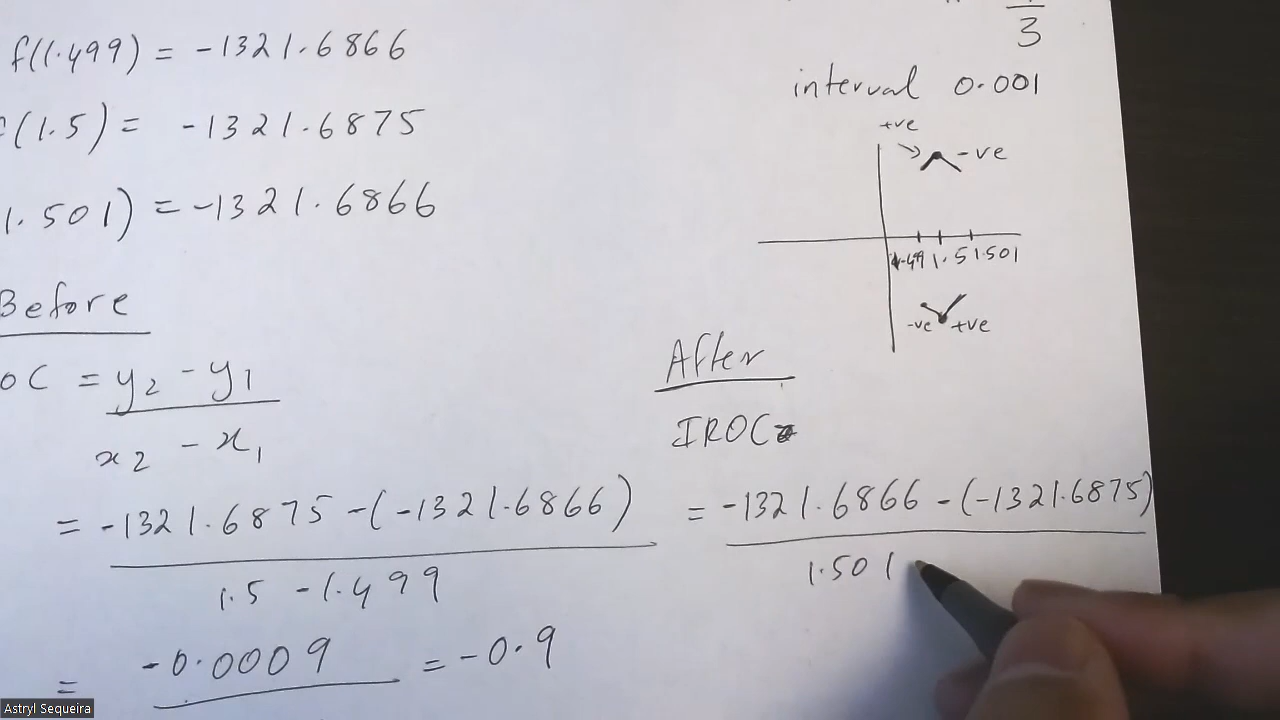 3
f(1.499) = -1321.6866
(1.5) = -1321.6875
1.501) = -1321.6866
interval 0.001
+ve
-ve
1.5 1.501
-ve +ve
Before
OC = y2 - y1
x2 - x1
= -1321.6875 -(-1321.6866)
1.5 - 1.499
= -0.0009 = -0.9
After
IROC
= -1321.6866 - (-1321.6875)
1.501
Astryl Sequeira